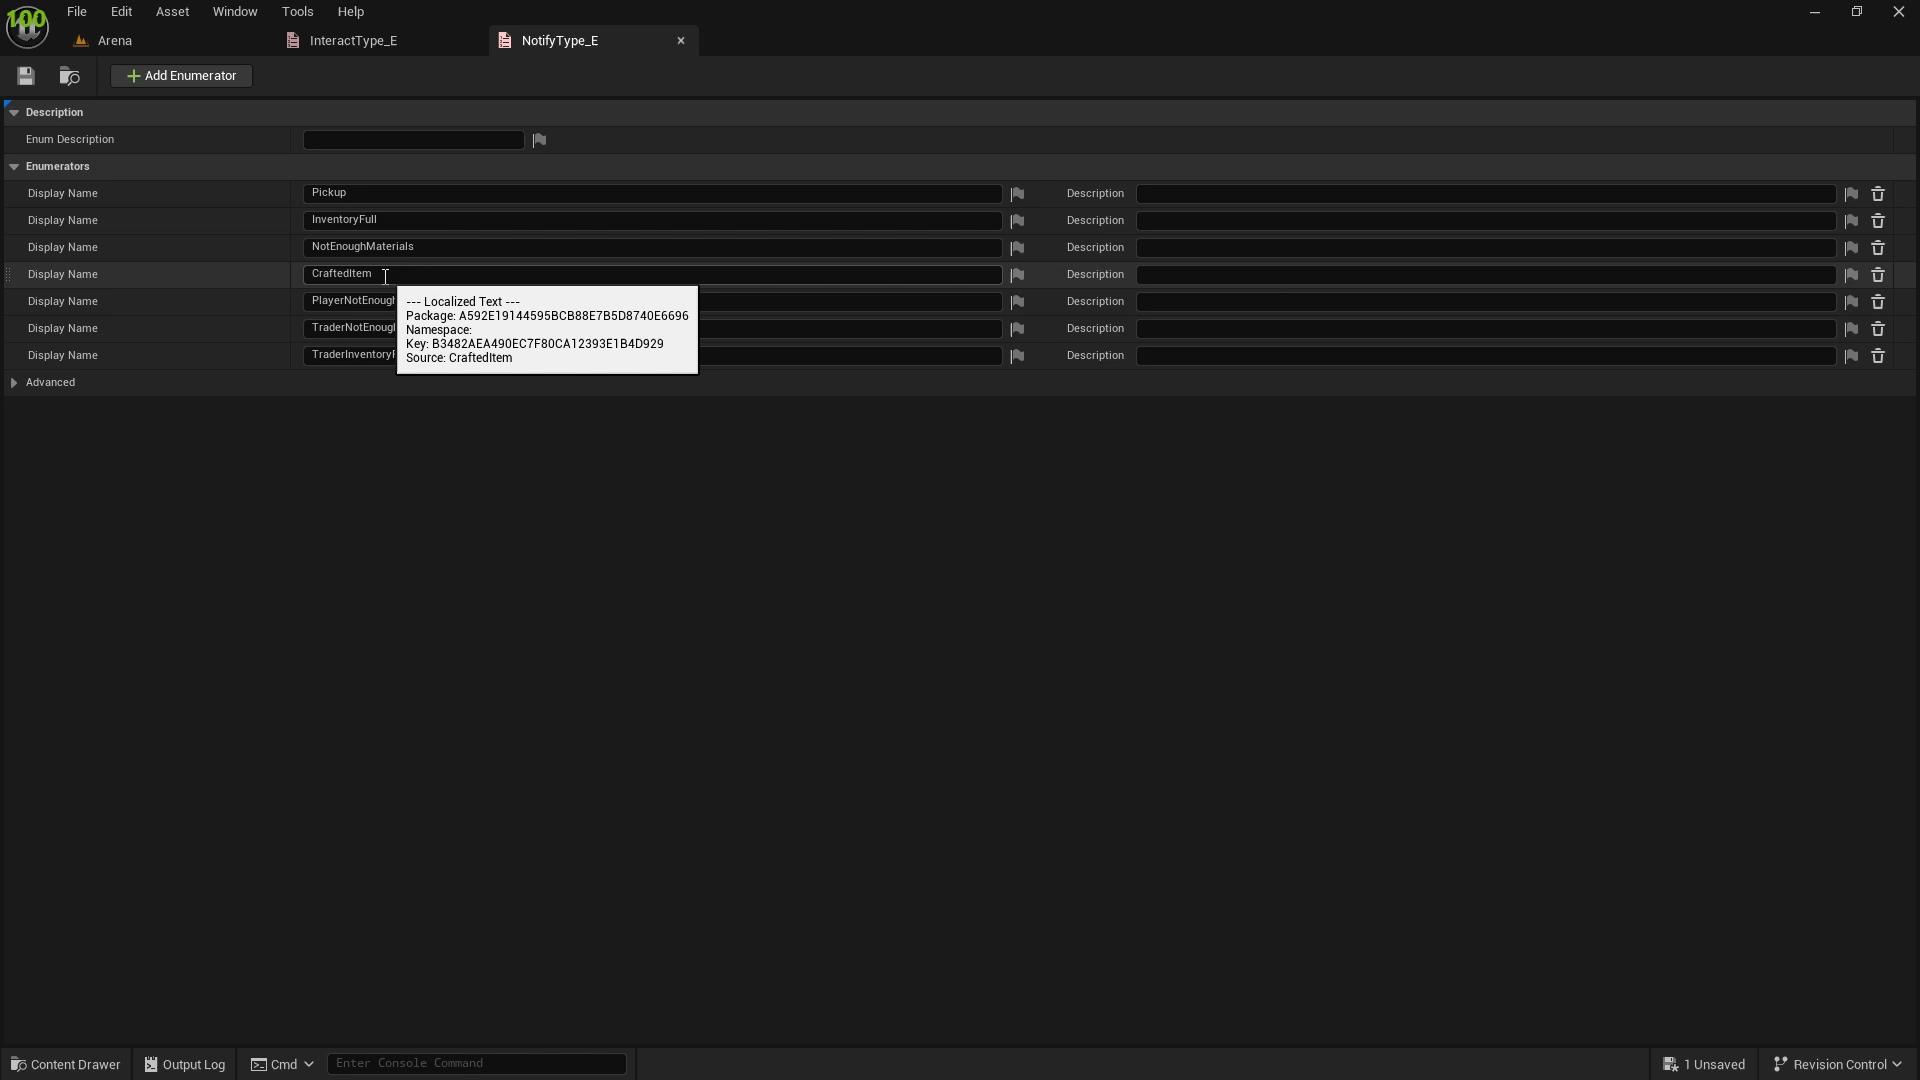 100
File Edit Asset Window Tools Help
Arena InteractType_E NotifyType_E
Add Enumerator
Description
Enum Description
Enumerators
Display Name Pickup Description
Display Name InventoryFull Description
Display Name NotEnoughMaterials Description
Display Name CraftedItem Description
Display Name PlayerNotEnough Description
Display Name TraderNotEnough Description
Display Name TraderInventoryF Description
--- Localized Text ---
Package: A592E19144595BCB88E7B5D8740E6696
Namespace:
Key: B3482AEA490EC7F80CA12393E1B4D929
Source: CraftedItem
Advanced
Content Drawer Output Log Cmd Enter Console Command 1 Unsaved Revision Control